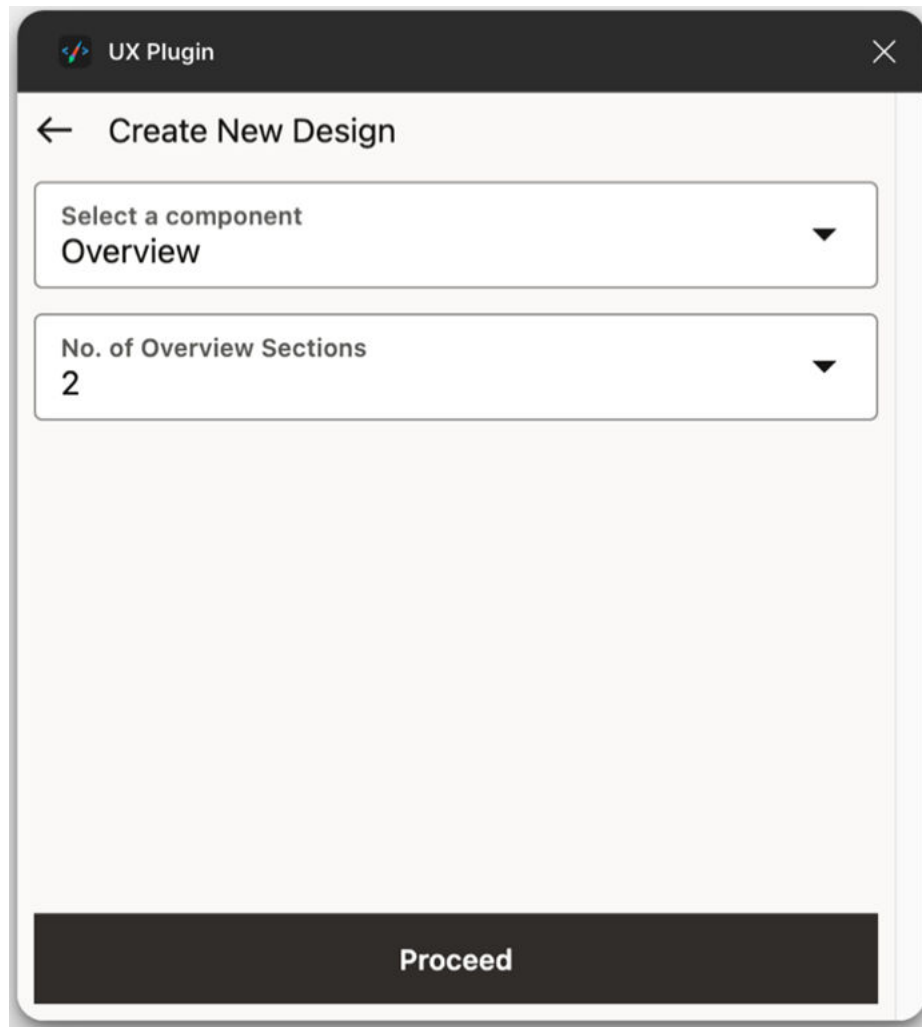 UX Plugin
Create New Design
Select a component
Overview
No. of Overview Sections
2
Proceed